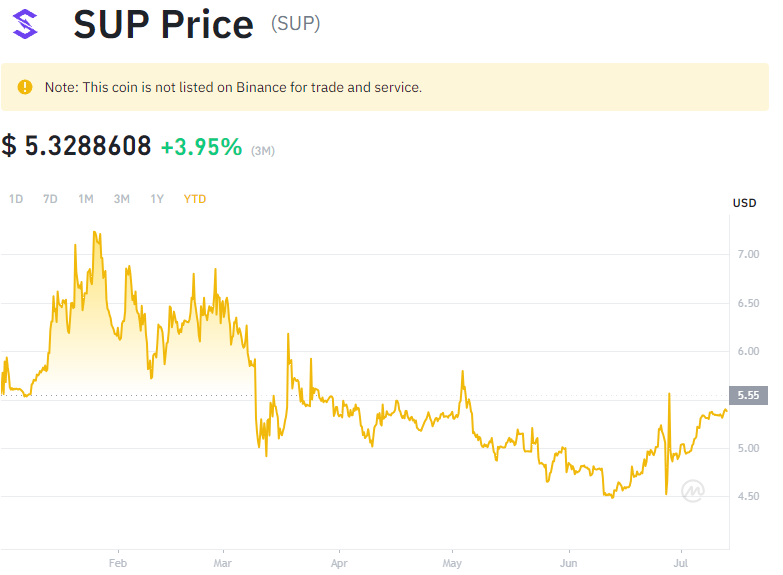 SUP Price (SUP)
Note: This coin is not listed on Binance for trade and service.
$ 5.3288608 +3.95% (3M)
1D 7D 1M 3M 1Y YTD
USD
7.00
6.50
6.00
5.55
5.00
4.50
Feb Mar Apr May Jun Jul